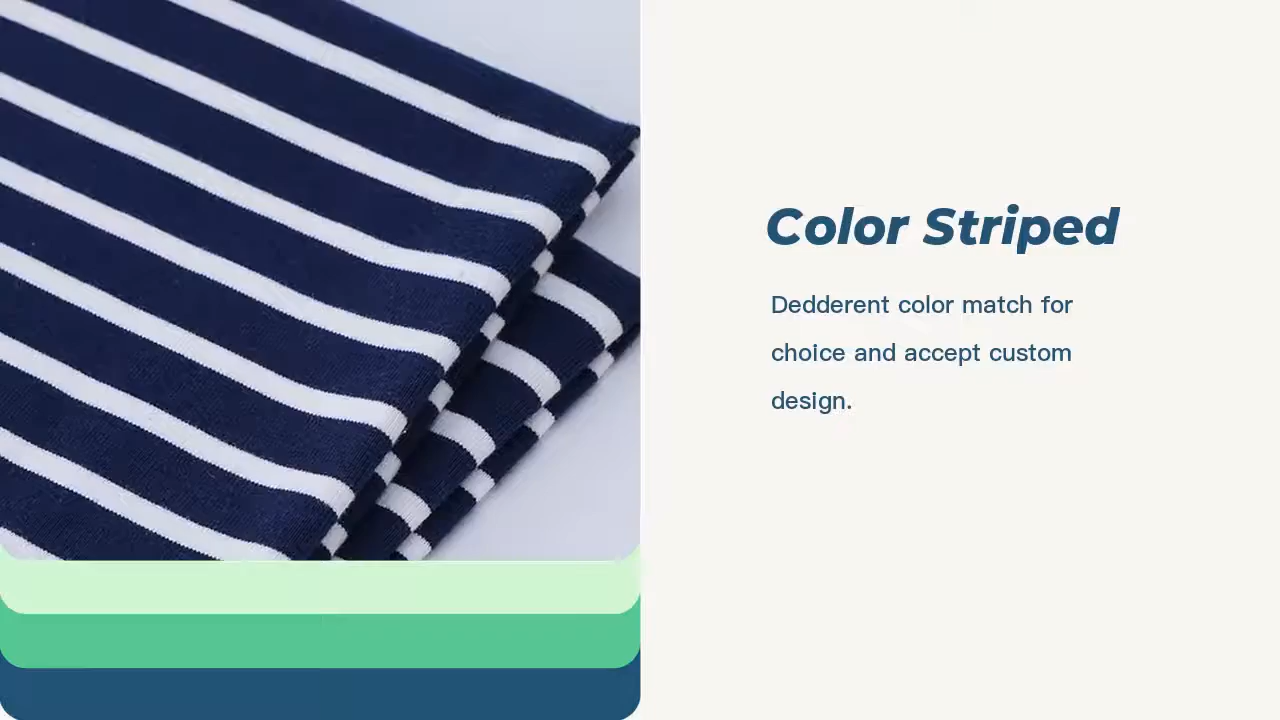 Color Striped
Dedderent color match for
choice and accept custom
design.